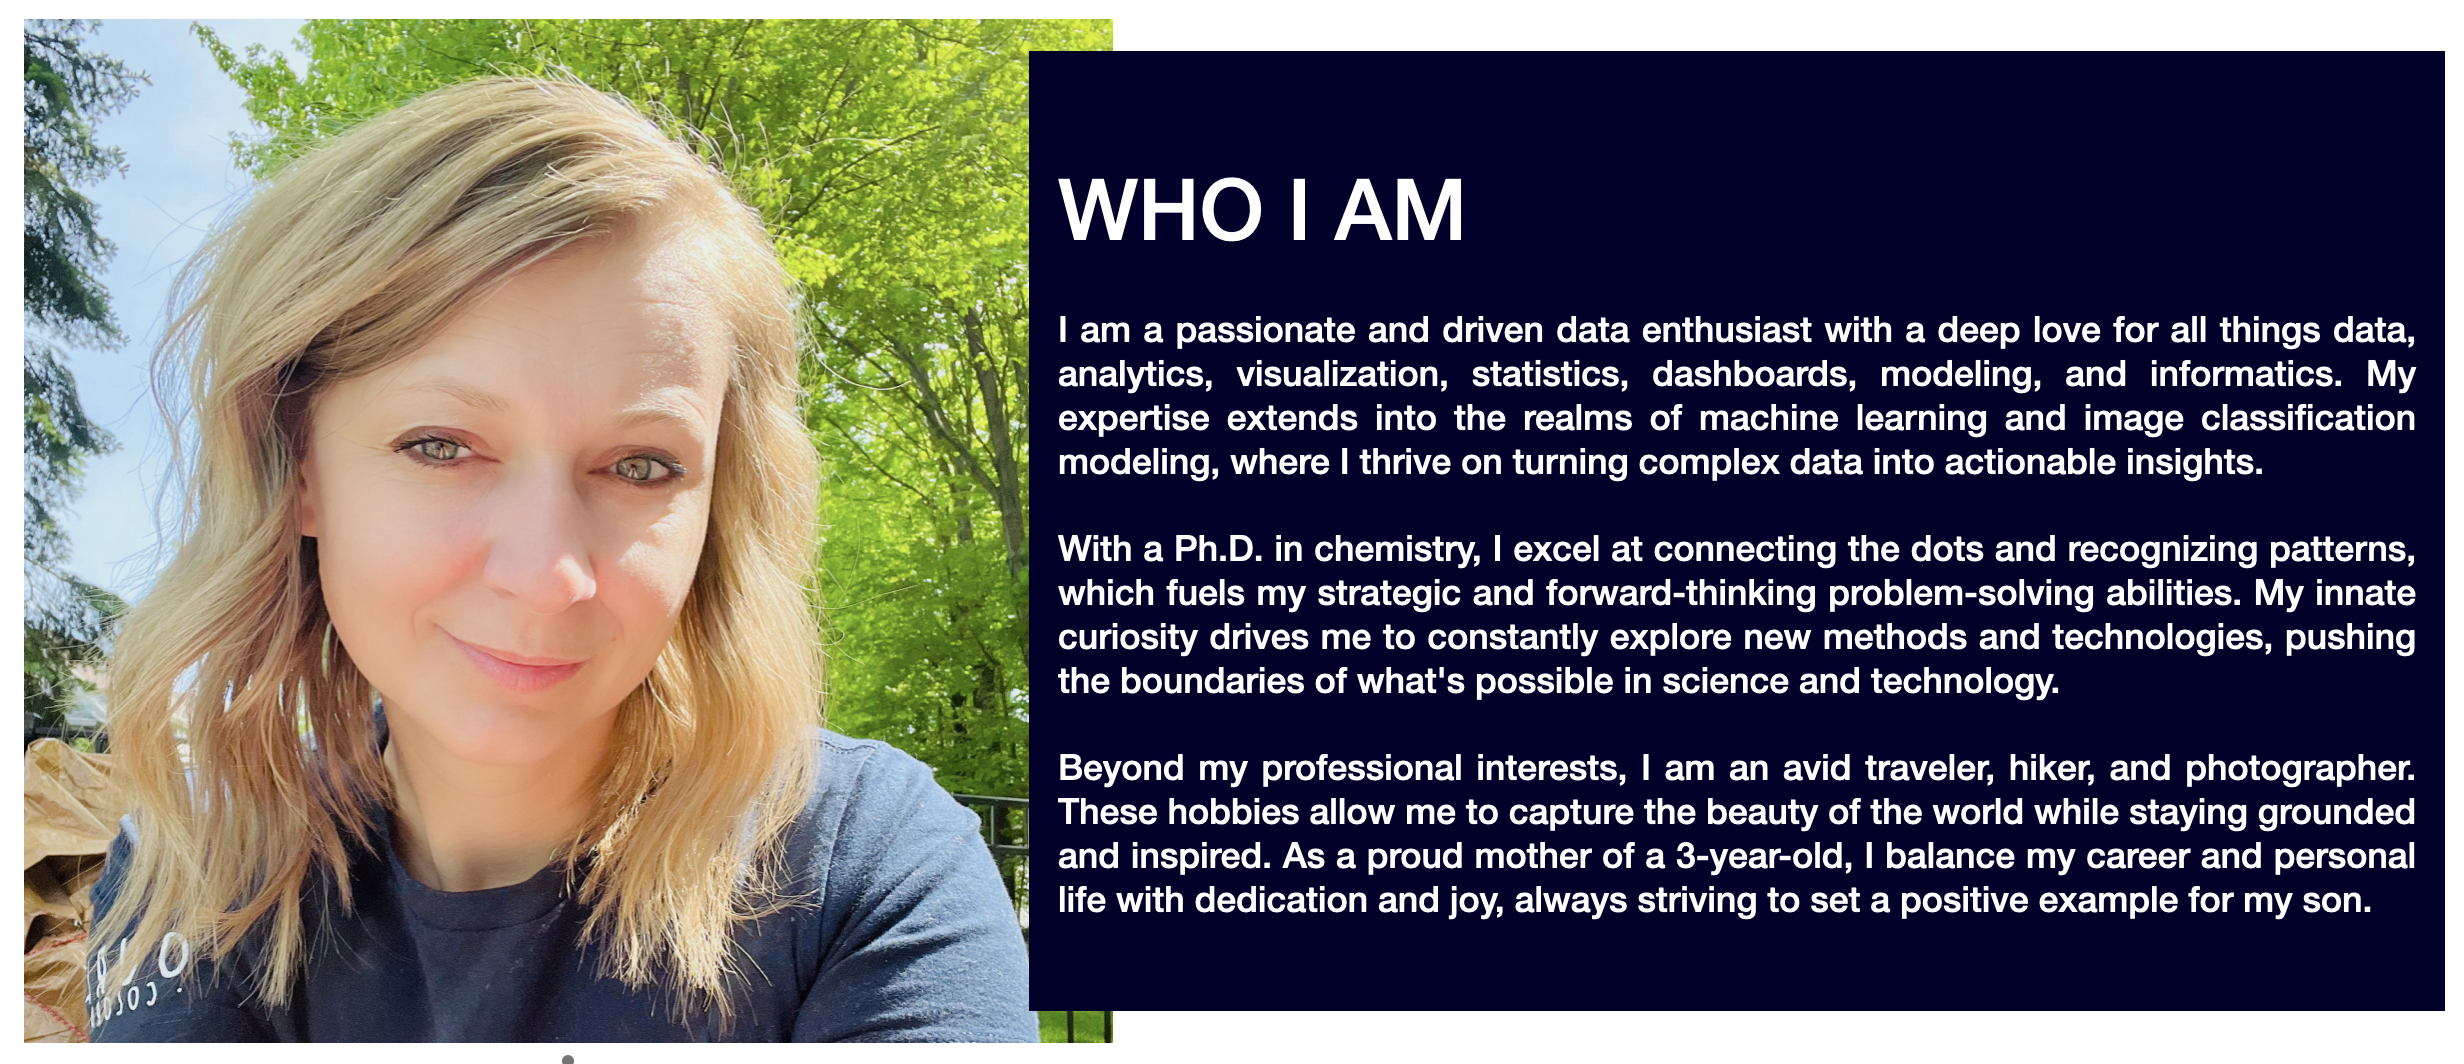 WHO I AM
I am a passionate and driven data enthusiast with a deep love for all things data,
analytics, visualization, statistics, dashboards, modeling, and informatics. My
expertise extends into the realms of machine learning and image classification
modeling, where I thrive on turning complex data into actionable insights.
With a Ph.D. in chemistry, I excel at connecting the dots and recognizing patterns,
which fuels my strategic and forward-thinking problem-solving abilities. My innate
curiosity drives me to constantly explore new methods and technologies, pushing
the boundaries of what's possible in science and technology.
Beyond my professional interests, I am an avid traveler, hiker, and photographer.
These hobbies allow me to capture the beauty of the world while staying grounded
and inspired. As a proud mother of a 3-year-old, I balance my career and personal
life with dedication and joy, always striving to set a positive example for my son.